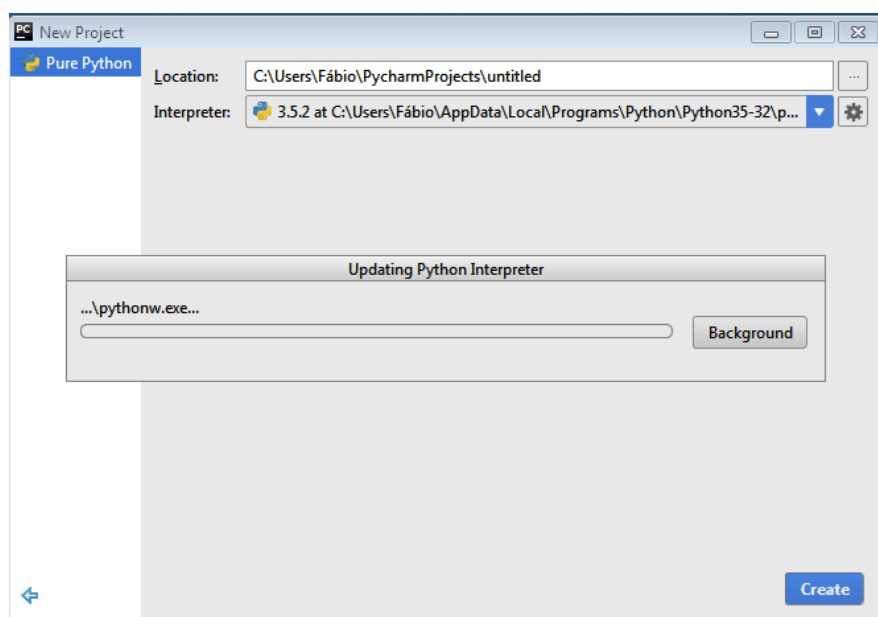 PC New Project
Pure Python
Location: C:\Users\Fábio\PycharmProjects\untitled ...
Interpreter: 3.5.2 at C:\Users\Fábio\AppData\Local\Programs\Python\Python35-32\p...
Updating Python Interpreter
...\pythonw.exe...
Background
Create